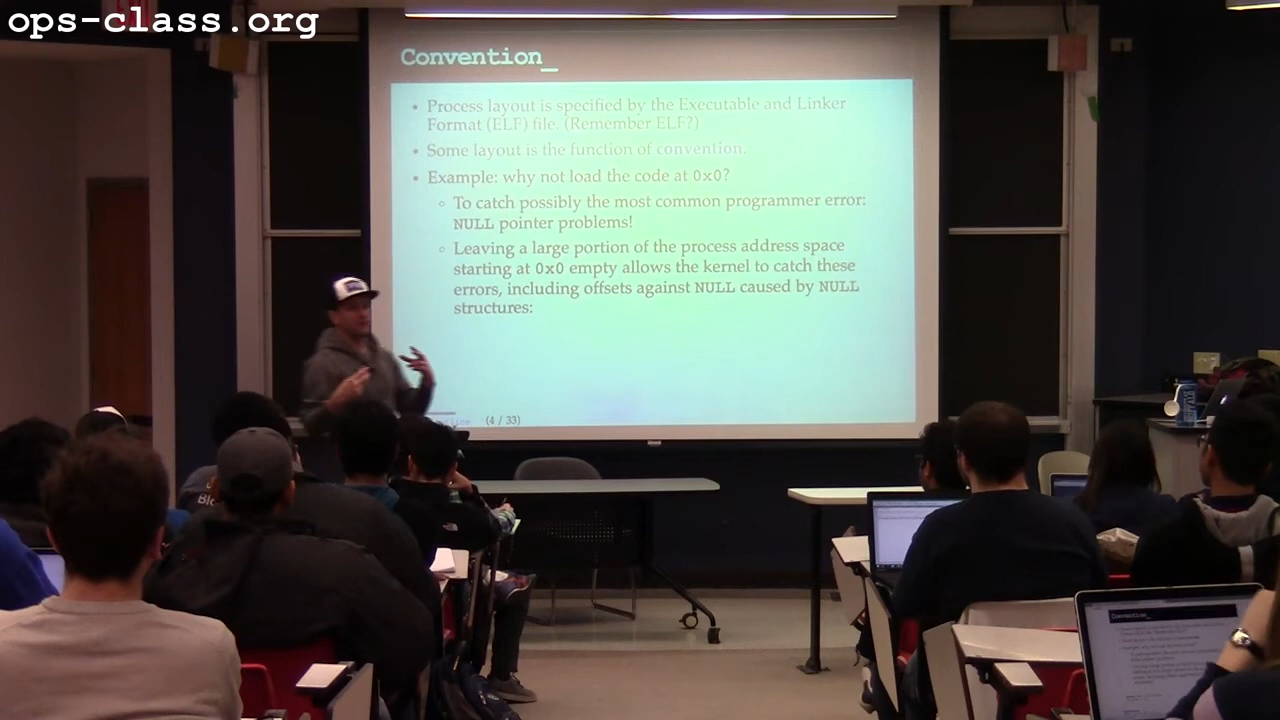 ops-class.org
Convention_
• Process layout is specified by the Executable and Linker
Format (ELF) file. (Remember ELF?)
• Some layout is the function of convention.
• Example: why not load the code at 0x0?
◦ To catch possibly the most common programmer error:
NULL pointer problems!
◦ Leaving a large portion of the process address space
starting at 0x0 empty allows the kernel to catch these
errors, including offsets against NULL caused by NULL
structures:
(4 / 33)
Convention_